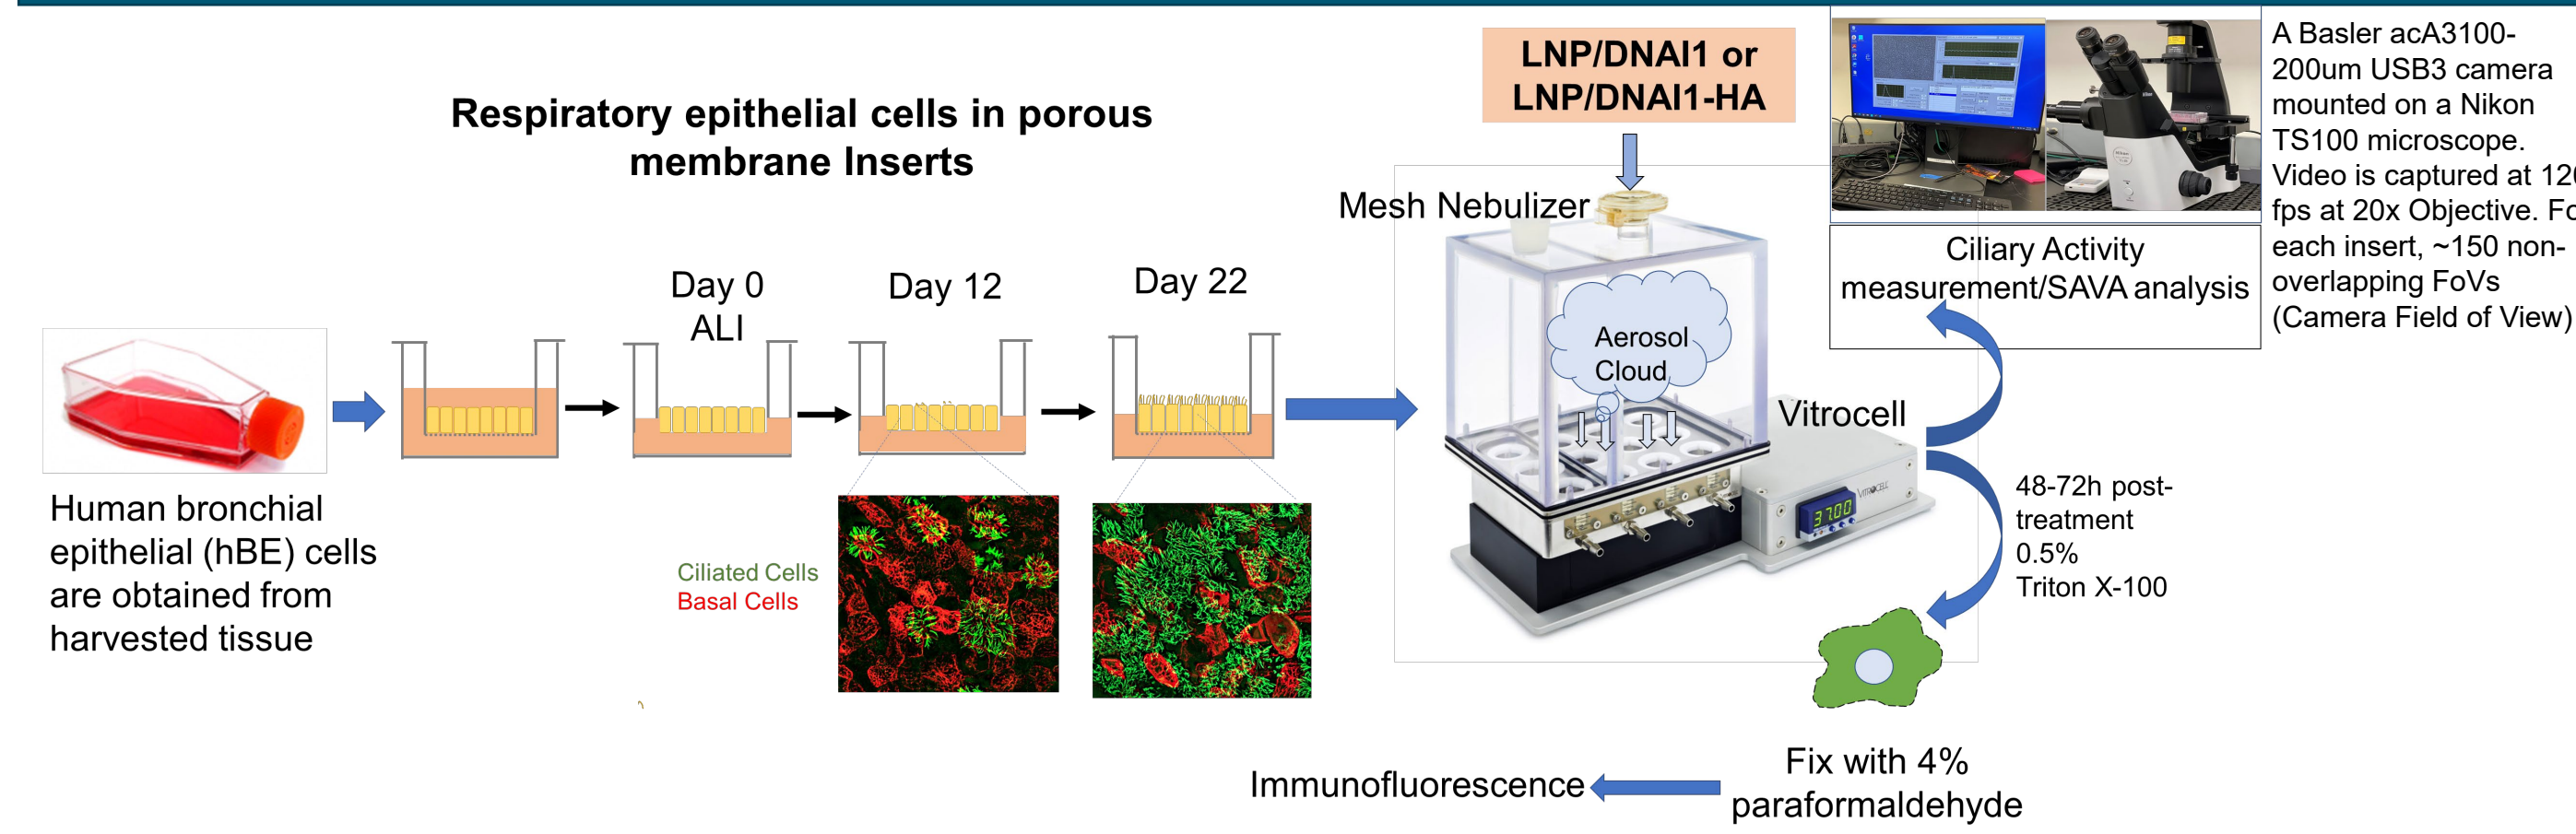 Respiratory epithelial cells in porous
membrane Inserts
Human bronchial
epithelial (hBE) cells
are obtained from
harvested tissue
Day 0
ALI
Day 12
Day 22
Ciliated Cells
Basal Cells
LNP/DNAI1 or
LNP/DNAI1-HA
Mesh Nebulizer
Aerosol
Cloud
Vitrocell
VITROCELL
37.00
Ciliary Activity
measurement/SAVA analysis
A Basler acA3100-
200um USB3 camera
mounted on a Nikon
TS100 microscope.
Video is captured at
fps at 20x Objective.
each insert, ~150 non-
overlapping FoVs
(Camera Field of View)
48-72h post-
treatment
0.5%
Triton X-100
Fix with 4%
paraformaldehyde
Immunofluorescence